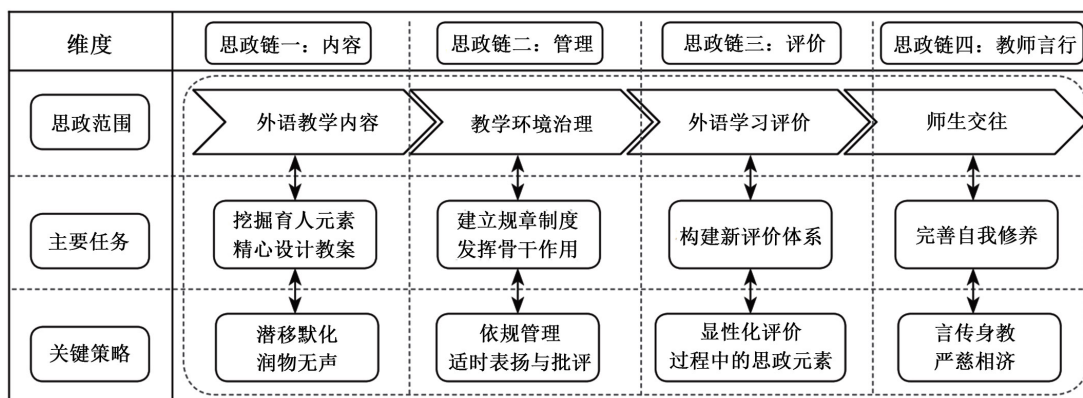 维度
思政链一：内容
思政链二：管理
思政链三：评价
思政链四：教师言行
思政范围
外语教学内容
教学环境治理
外语学习评价
师生交往
主要任务
挖掘育人元素
精心设计教案
建立规章制度
发挥骨干作用
构建新评价体系
完善自我修养
关键策略
潜移默化
润物无声
依规管理
适时表扬与批评
显性化评价
过程中的思政元素
言传身教
严慈相济